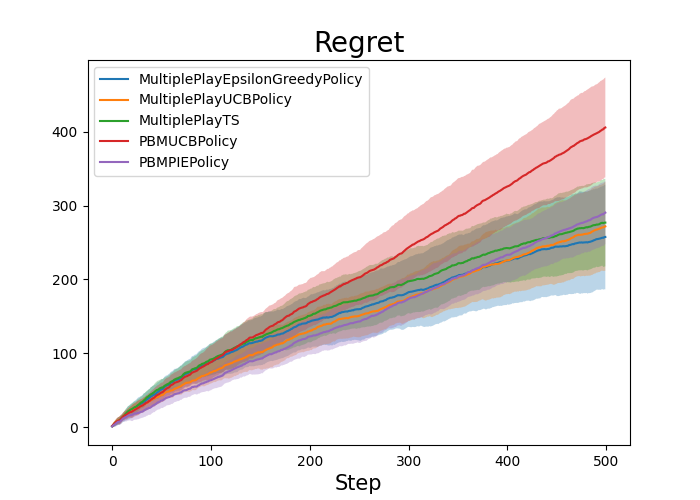 Regret
MultiplePlayEpsilonGreedyPolicy
MultiplePlayUCBPolicy
MultiplePlayTS
PBMUCBPolicy
PBMPIEPolicy
400
300
200
100
0
0 100 200 300 400 500
Step